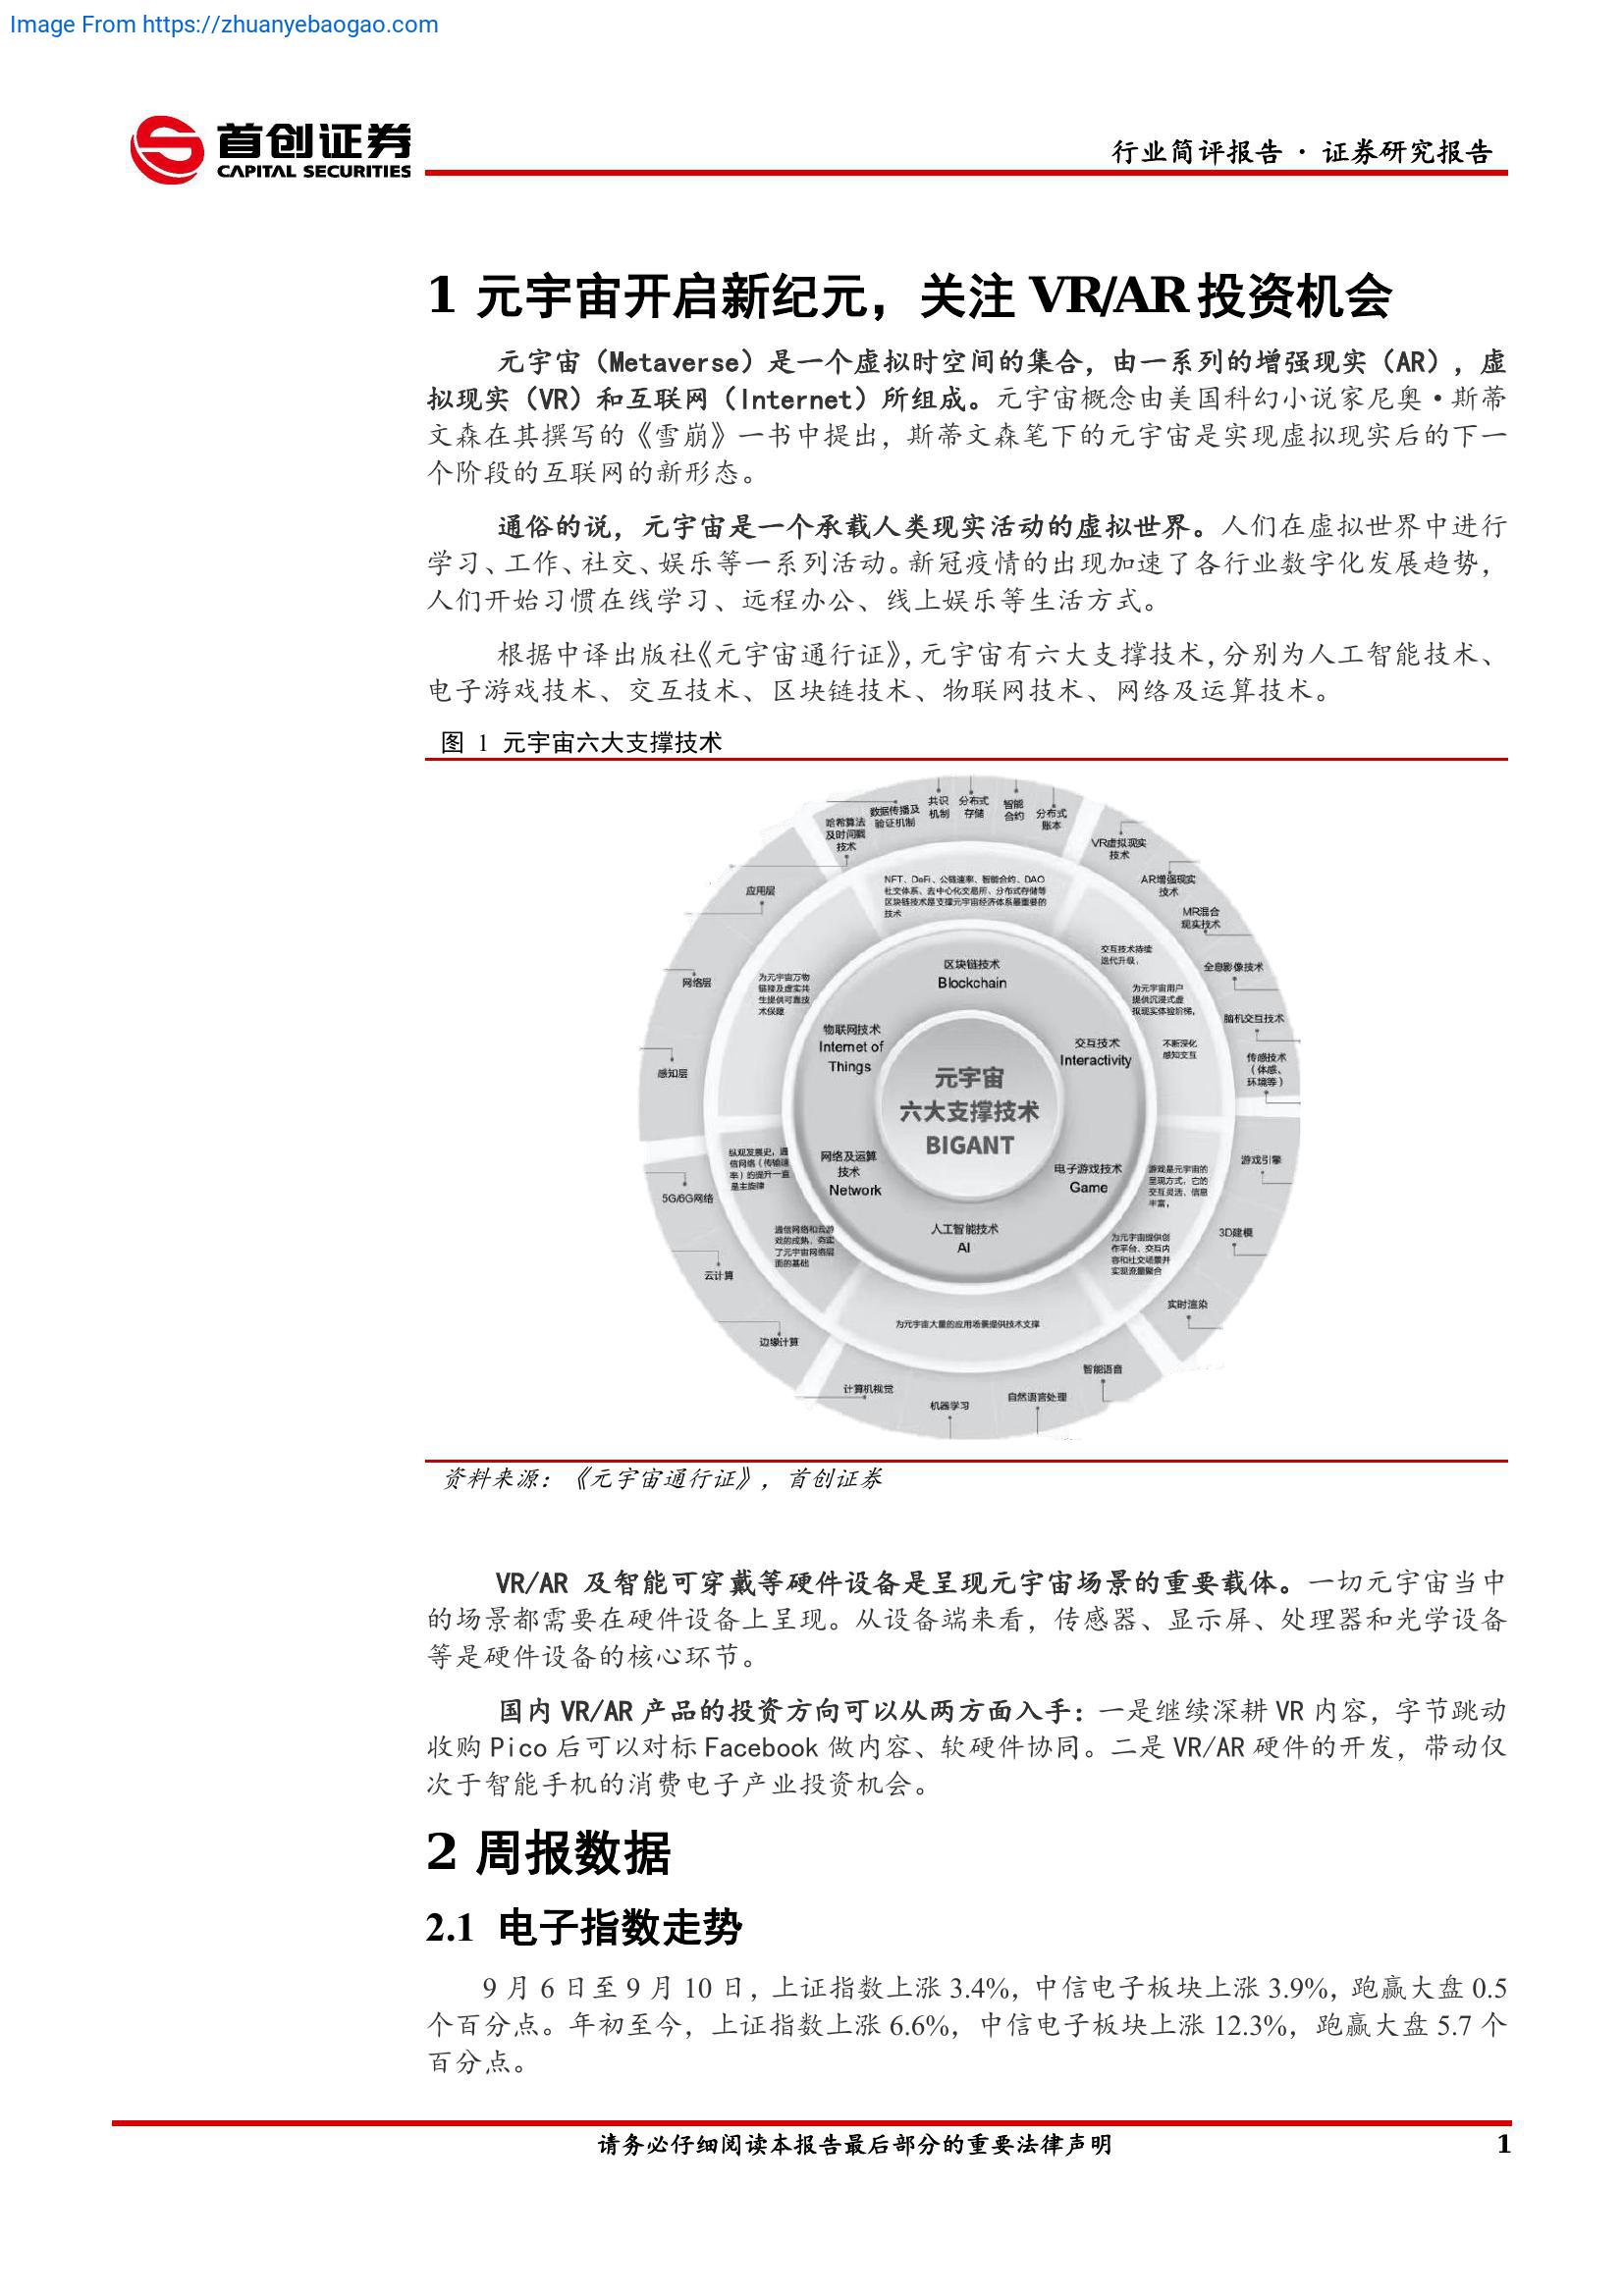 Image From https://zhuanyebaogao.com
首创证券
CAPITAL SECURITIES
行业简评报告 · 证券研究报告
1 元宇宙开启新纪元，关注 VR/AR 投资机会
元宇宙（Metaverse）是一个虚拟时空间的集合，由一系列的增强现实（AR），虚
拟现实（VR）和互联网（Internet）所组成。元宇宙概念由美国科幻小说家尼奥·斯蒂
文森在其撰写的《雪崩》一书中提出，斯蒂文森笔下的元宇宙是实现虚拟现实后的下一
个阶段的互联网的新形态。
通俗的说，元宇宙是一个承载人类现实活动的虚拟世界。人们在虚拟世界中进行
学习、工作、社交、娱乐等一系列活动。新冠疫情的出现加速了各行业数字化发展趋势，
人们开始习惯在线学习、远程办公、线上娱乐等生活方式。
根据中译出版社《元宇宙通行证》，元宇宙有六大支撑技术，分别为人工智能技术、
电子游戏技术、交互技术、区块链技术、物联网技术、网络及运算技术。
图 1 元宇宙六大支撑技术
哈希算法
及时间戳
技术
数据传播及
验证机制
共识
机制
分布式
存储
智能
合约
分布式
账本
VR虚拟现实
技术
AR增强现实
技术
MR混合
现实技术
全息影像技术
脑机交互技术
传感技术
（体感、
环境等）
游戏引擎
3D建模
实时渲染
智能语音
自然语言处理
机器学习
计算机视觉
边缘计算
云计算
5G/6G网络
感知层
网络层
应用层
NFT、DeFi、公链速率、智能合约、DAO
社交体系、去中心化交易所、分布式存储等
区块链技术是支撑元宇宙经济体系最重要的
技术
交互技术持续
迭代升级，
为元宇宙用户
提供沉浸式虚
拟现实体验阶梯，
不断深化
感知交互
游戏是元宇宙的
呈现方式，它的
交互灵活、信息
丰富，
为元宇宙提供创
作平台、交互内
容和社交场景并
实现流量聚合
为元宇宙大量的应用场景提供技术支撑
通信网络和云游
戏的成熟，夯实
了元宇宙网络层
面的基础
纵观发展史，通
信网络（传输速
率）的提升一直
是主旋律
为元宇宙万物
链接及虚实共
生提供可靠技
术保障
区块链技术
Blockchain
交互技术
Interactivity
电子游戏技术
Game
人工智能技术
AI
网络及运算
技术
Network
物联网技术
Internet of
Things
元宇宙
六大支撑技术
BIGANT
资料来源：《元宇宙通行证》，首创证券
VR/AR 及智能可穿戴等硬件设备是呈现元宇宙场景的重要载体。一切元宇宙当中
的场景都需要在硬件设备上呈现。从设备端来看，传感器、显示屏、处理器和光学设备
等是硬件设备的核心环节。
国内 VR/AR 产品的投资方向可以从两方面入手：一是继续深耕 VR 内容，字节跳动
收购 Pico 后可以对标 Facebook 做内容、软硬件协同。二是 VR/AR 硬件的开发，带动仅
次于智能手机的消费电子产业投资机会。
2 周报数据
2.1 电子指数走势
9 月 6 日至 9 月 10 日，上证指数上涨 3.4%，中信电子板块上涨 3.9%，跑赢大盘 0.5
个百分点。年初至今，上证指数上涨 6.6%，中信电子板块上涨 12.3%，跑赢大盘 5.7 个
百分点。
请务必仔细阅读本报告最后部分的重要法律声明
1